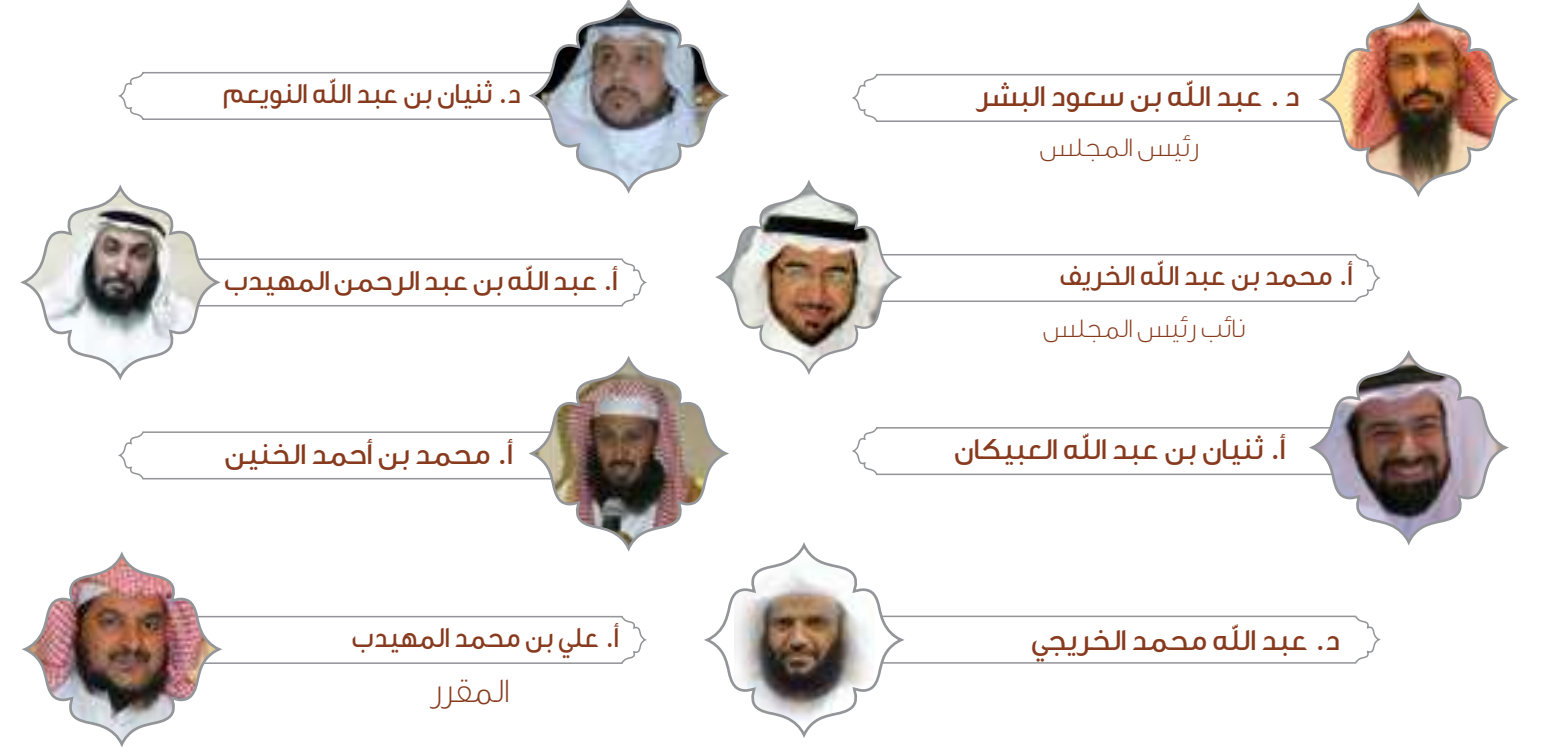 د . عبد الله بن سعود البشر
رئيس المجلس
أ. محمد بن عبد الله الخريف
نائب رئيس المجلس
أ. ثنيان بن عبد الله العبيكان
د. عبد الله محمد الخريجي
د. ثنيان بن عبد الله النويعم
أ. عبد الله بن عبد الرحمن المهيدب
أ. محمد بن أحمد الخنين
أ. علي بن محمد المهيدب
المقرر